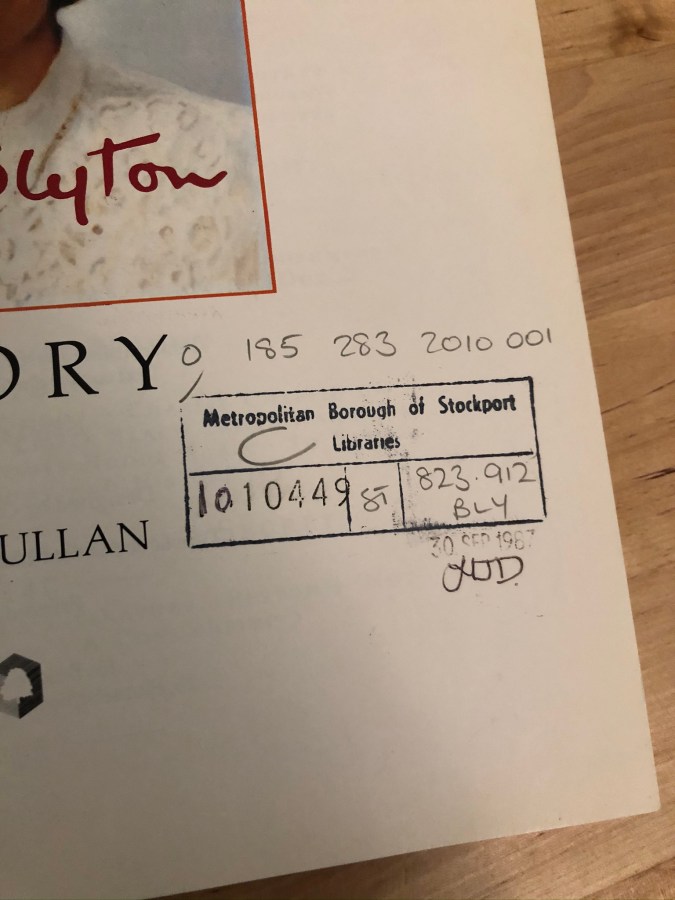 Blyton
ORY
0 185 283 2010 001
Metropolitan Borough of Stockport
Libraries
C
1010449 ST 823.912
BLY
ULLAN
30 SEP 1987